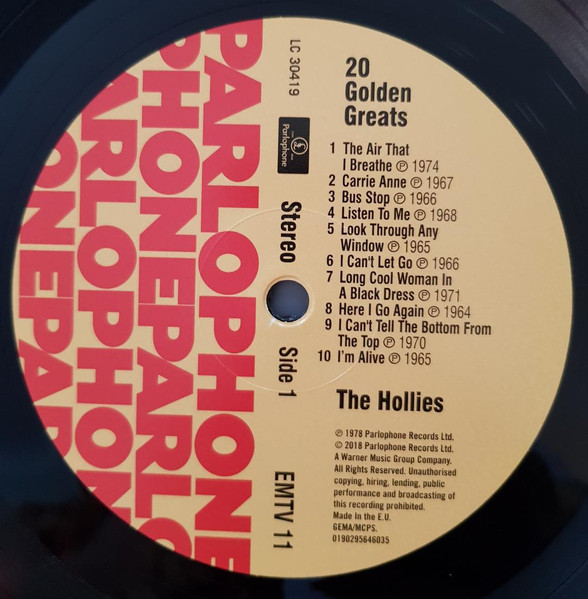 PARLOPHONE
PHONEPARLO
PARLOPHON
ONEPAR
LC 30419
Parlophone
Stereo
Side 1
EMTV 11
20
Golden
Greats
1 The Air That
I Breathe ℗ 1974
2 Carrie Anne ℗ 1967
3 Bus Stop ℗ 1966
4 Listen To Me ℗ 1968
5 Look Through Any
Window ℗ 1965
6 I Can't Let Go ℗ 1966
7 Long Cool Woman In
A Black Dress ℗ 1971
8 Here I Go Again ℗ 1964
9 I Can't Tell The Bottom From
The Top ℗ 1970
10 I'm Alive ℗ 1965
The Hollies
℗ 1978 Parlophone Records Ltd.
© 2018 Parlophone Records Ltd.
A Warner Music Group Company.
All Rights Reserved. Unauthorised
copying, hiring, lending, public
performance and broadcasting of
this recording prohibited.
Made in the E.U.
GEMA/MCPS.
0190295646035